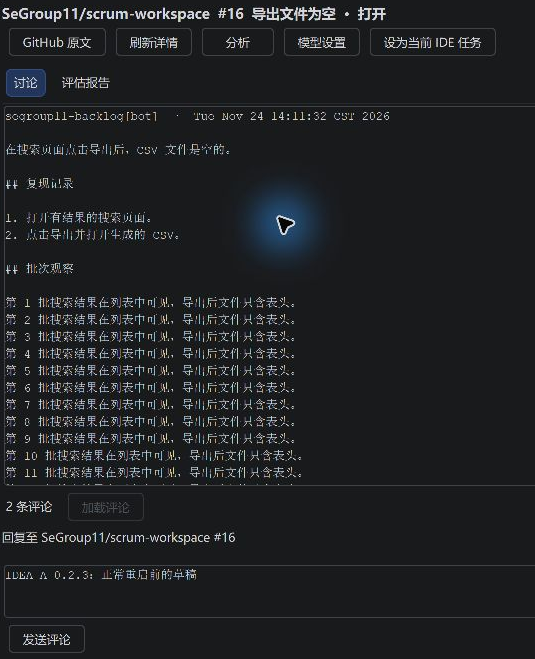 SeGroup11/scrum-workspace #16 导出文件为空 · 打开
GitHub 原文 刷新详情 分析 模型设置 设为当前 IDE 任务
讨论 评估报告
segroup11-backlog[bot] · Tue Nov 24 14:11:32 CST 2026
在搜索页面点击导出后，CSV 文件是空的。
## 复现记录
1. 打开有结果的搜索页面。
2. 点击导出并打开生成的 CSV。
## 批次观察
第 1 批搜索结果在列表中可见，导出后文件只含表头。
第 2 批搜索结果在列表中可见，导出后文件只含表头。
第 3 批搜索结果在列表中可见，导出后文件只含表头。
第 4 批搜索结果在列表中可见，导出后文件只含表头。
第 5 批搜索结果在列表中可见，导出后文件只含表头。
第 6 批搜索结果在列表中可见，导出后文件只含表头。
第 7 批搜索结果在列表中可见，导出后文件只含表头。
第 8 批搜索结果在列表中可见，导出后文件只含表头。
第 9 批搜索结果在列表中可见，导出后文件只含表头。
第 10 批搜索结果在列表中可见，导出后文件只含表头。
第 11 批搜索结果在列表中可见，导出后文件只含表头。
2 条评论 加载评论
回复至 SeGroup11/scrum-workspace #16
IDEA A 0.2.3：正常重启前的草稿
发送评论